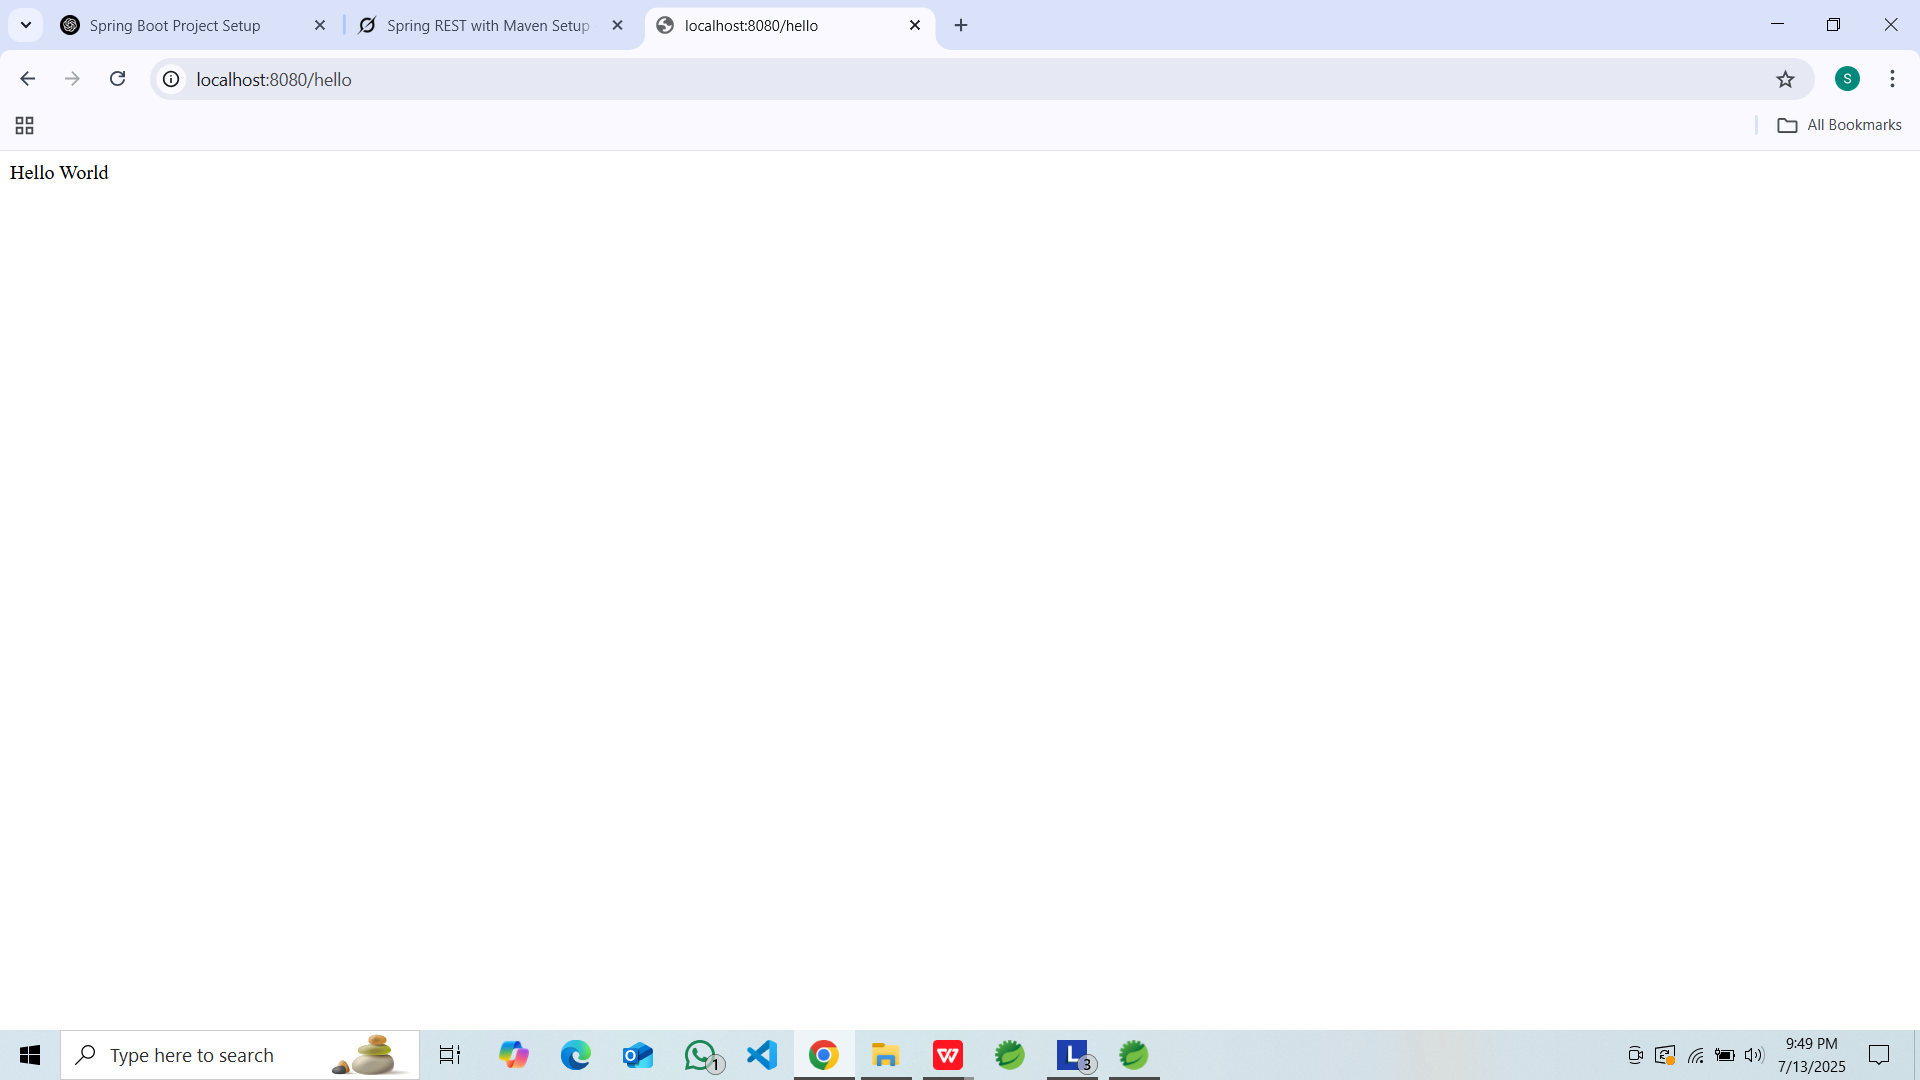 Spring Boot Project Setup
Spring REST with Maven Setup
localhost:8080/hello
localhost:8080/hello
S
All Bookmarks
Hello World
Type here to search
1
W
L
3
9:49 PM
7/13/2025